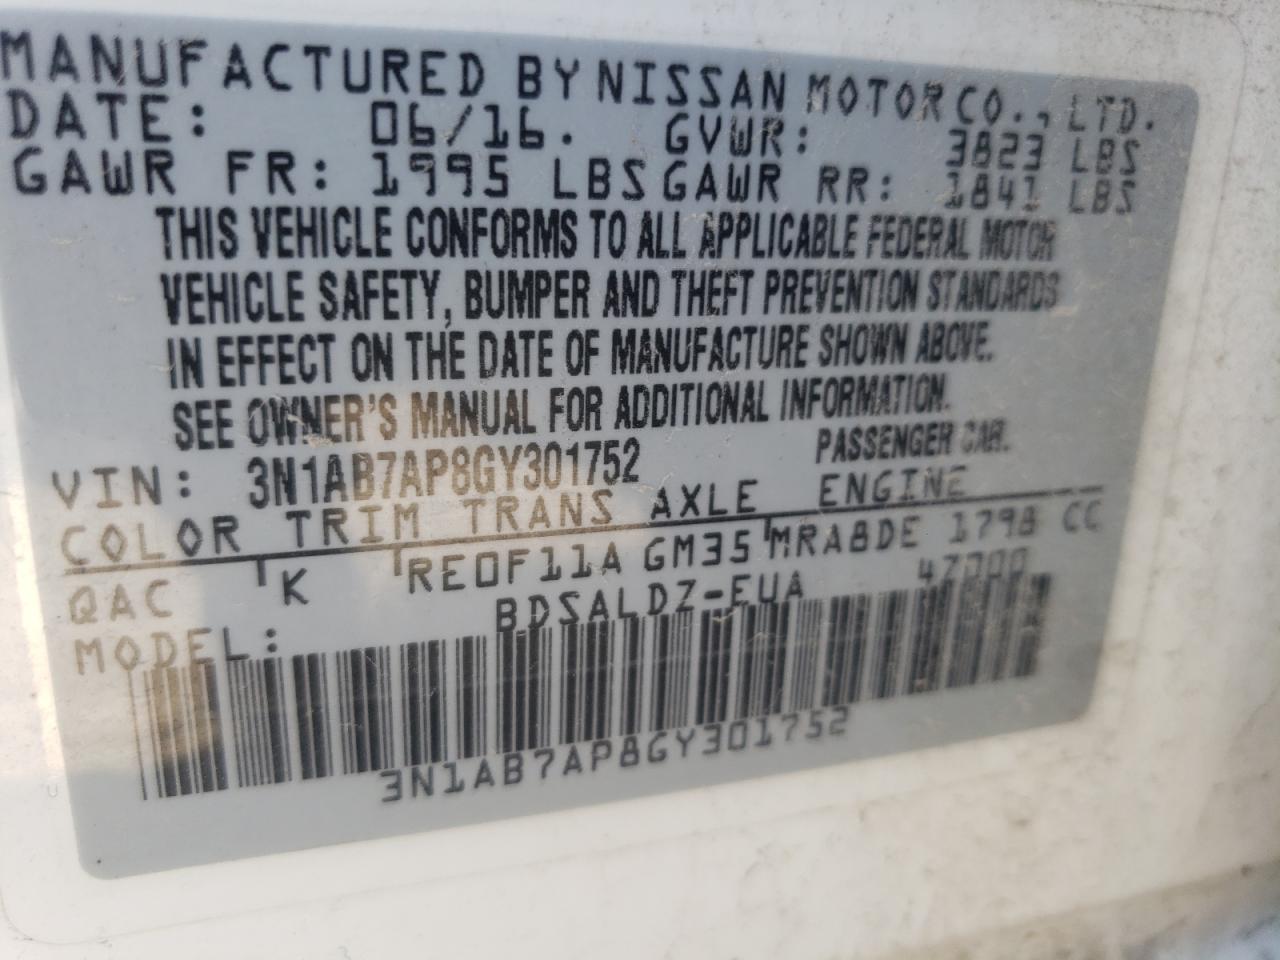 MANUFACTURED BY NISSAN MOTOR CO., LTD.
DATE: 06/16. GVWR: 3823 LBS
GAWR FR: 1995 LBS GAWR RR: 1841 LBS
THIS VEHICLE CONFORMS TO ALL APPLICABLE FEDERAL MOTOR
VEHICLE SAFETY, BUMPER AND THEFT PREVENTION STANDARDS
IN EFFECT ON THE DATE OF MANUFACTURE SHOWN ABOVE.
SEE OWNER'S MANUAL FOR ADDITIONAL INFORMATION.
VIN: 3N1AB7AP8GY301752 PASSENGER CAR.
COLOR TRIM TRANS AXLE ENGINE
QAC K RE0F11A GM35 MRA8DE 1798 CC
MODEL: BDSALDZ-EUA
3N1AB7AP8GY301752